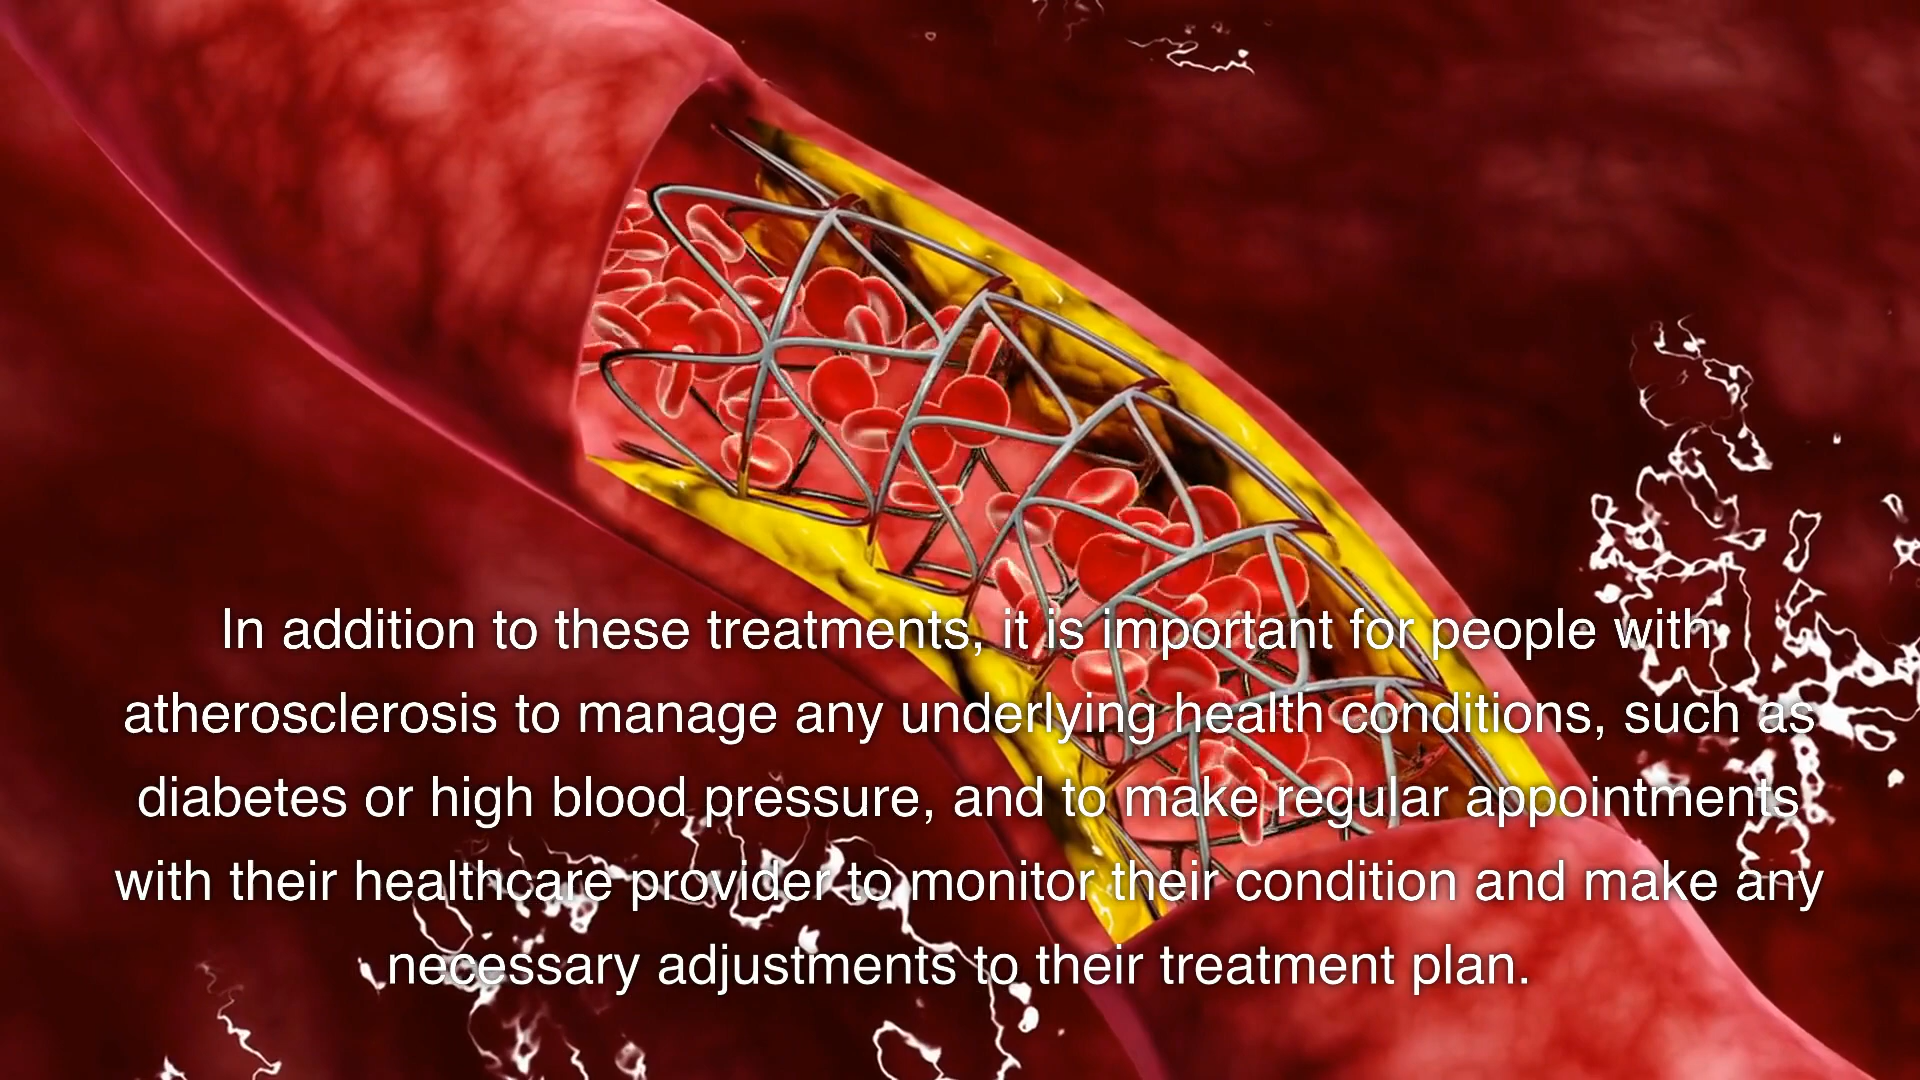 In addition to these treatments, it is important for people with
atherosclerosis to manage any underlying health conditions, such as
diabetes or high blood pressure, and to make regular appointments
with their healthcare provider to monitor their condition and make any
necessary adjustments to their treatment plan.